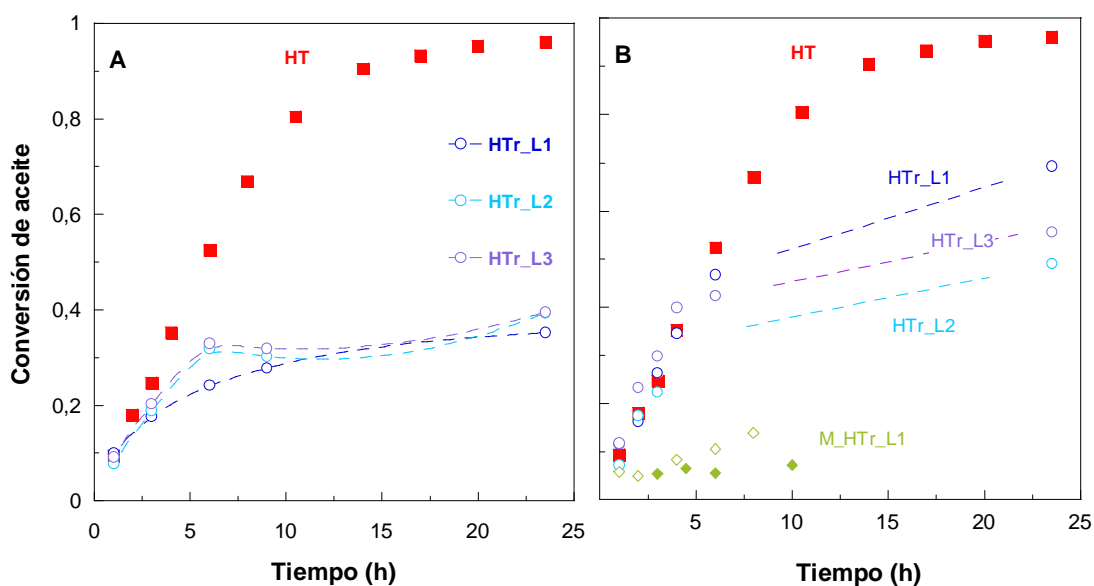 1
0,8
0,6
0,4
0,2
0
Conversión de aceite
A
HT
HTr_L1
HTr_L2
HTr_L3
0 5 10 15 20 25
Tiempo (h)
B
HT
HTr_L1
HTr_L3
HTr_L2
M_HTr_L1
5 10 15 20 25
Tiempo (h)